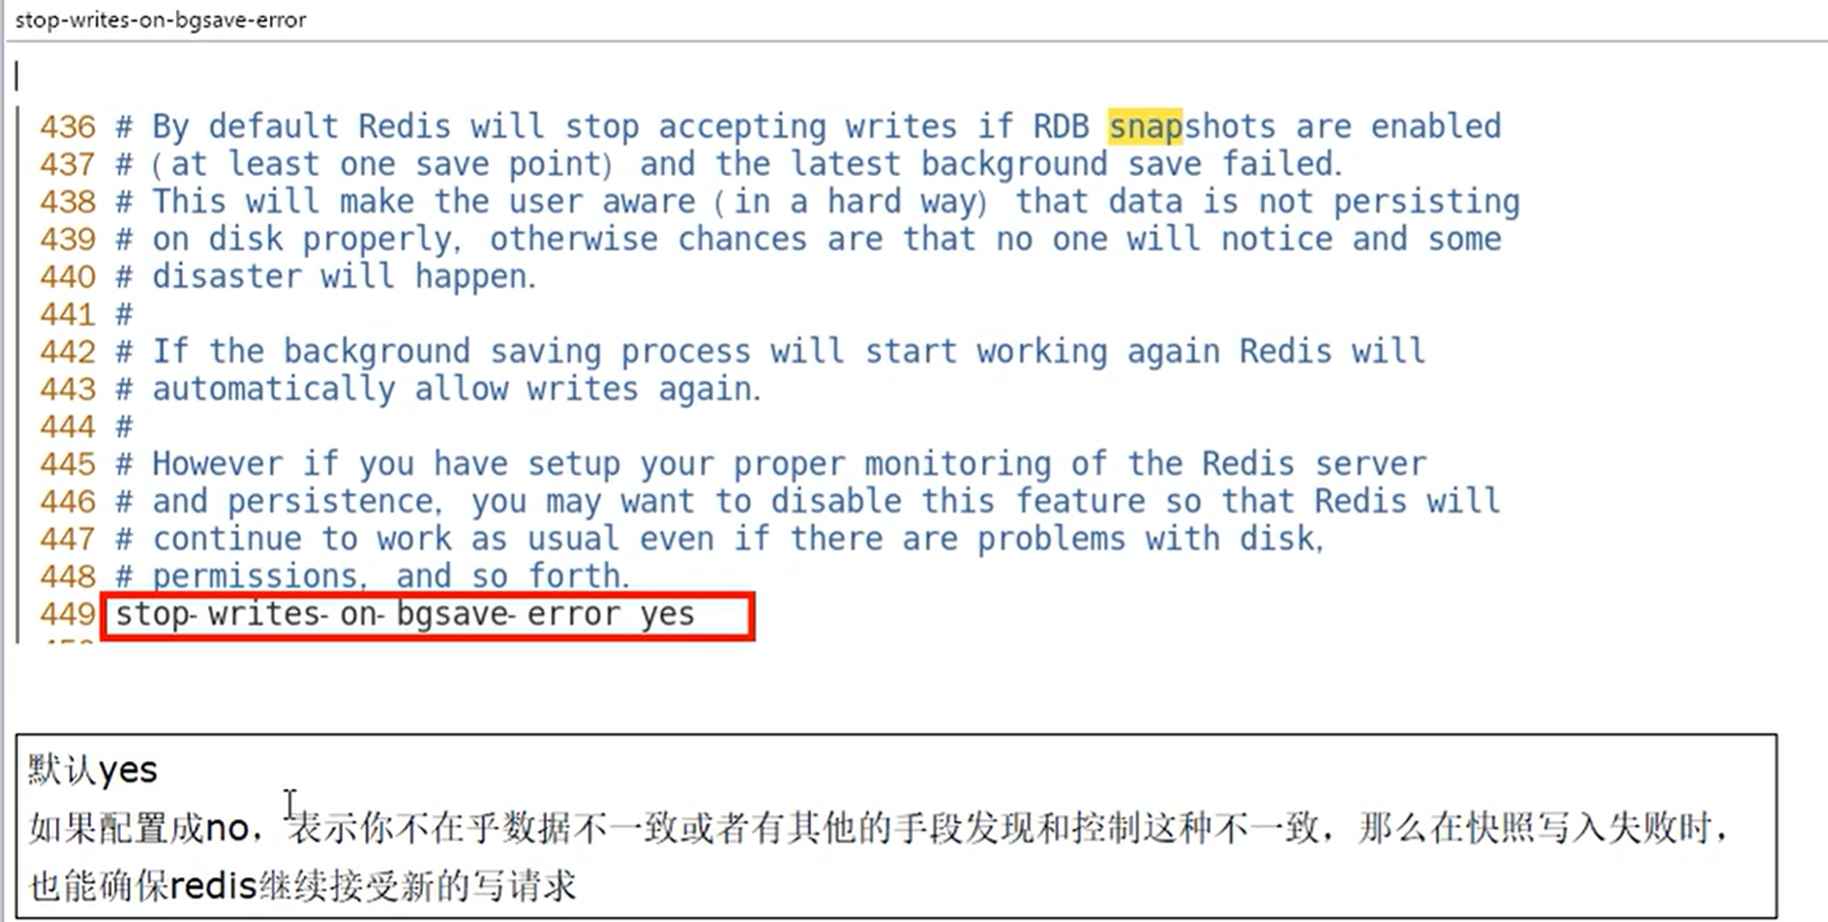 stop-writes-on-bgsave-error
436 # By default Redis will stop accepting writes if RDB snapshots are enabled
437 # (at least one save point) and the latest background save failed.
438 # This will make the user aware (in a hard way) that data is not persisting
439 # on disk properly, otherwise chances are that no one will notice and some
440 # disaster will happen.
441 #
442 # If the background saving process will start working again Redis will
443 # automatically allow writes again.
444 #
445 # However if you have setup your proper monitoring of the Redis server
446 # and persistence, you may want to disable this feature so that Redis will
447 # continue to work as usual even if there are problems with disk,
448 # permissions, and so forth.
449 stop-writes-on-bgsave-error yes
默认yes
如果配置成no，表示你不在乎数据不一致或者有其他的手段发现和控制这种不一致，那么在快照写入失败时，
也能确保redis继续接受新的写请求